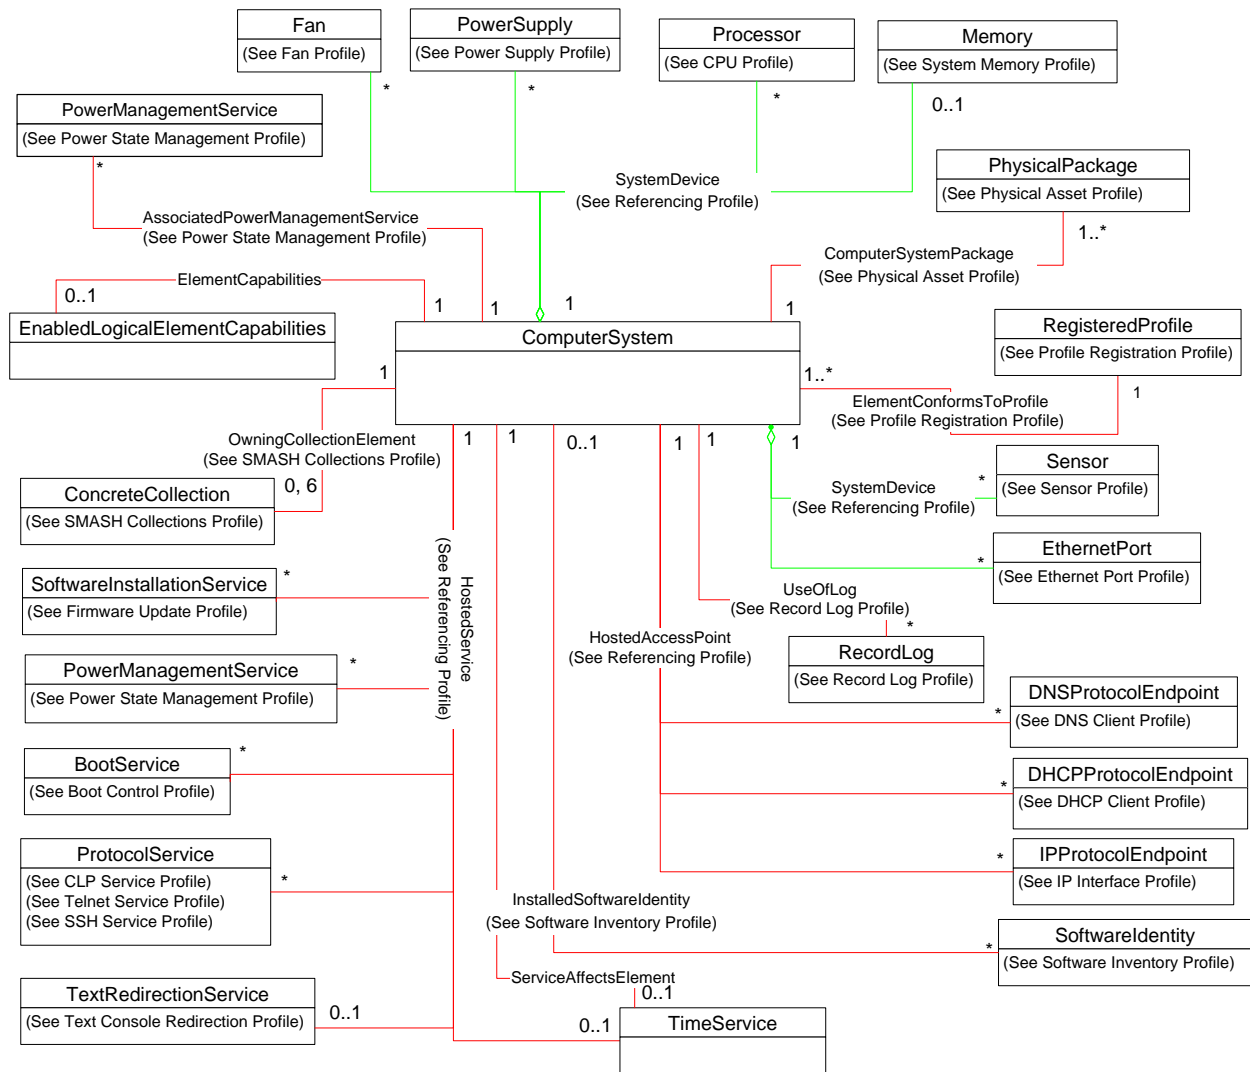 Fan
(See Fan Profile)
*
PowerSupply
(See Power Supply Profile)
*
Processor
(See CPU Profile)
*
Memory
(See System Memory Profile)
0..1
PowerManagementService
(See Power State Management Profile)
*
SystemDevice
(See Referencing Profile)
PhysicalPackage
(See Physical Asset Profile)
1..*
AssociatedPowerManagementService
(See Power State Management Profile)
ComputerSystemPackage
(See Physical Asset Profile)
ElementCapabilities
0..1
1
1
1
1
EnabledLogicalElementCapabilities
ComputerSystem
RegisteredProfile
(See Profile Registration Profile)
1
1
1..*
ElementConformsToProfile
(See Profile Registration Profile)
OwningCollectionElement
(See SMASH Collections Profile)
0, 6
1
1
0..1
1
1
1
ConcreteCollection
(See SMASH Collections Profile)
SystemDevice
(See Referencing Profile)
*
Sensor
(See Sensor Profile)
*
EthernetPort
(See Ethernet Port Profile)
HostedService
(See Referencing Profile)
SoftwareInstallationService
(See Firmware Update Profile)
*
UseOfLog
(See Record Log Profile)
*
HostedAccessPoint
(See Referencing Profile)
RecordLog
(See Record Log Profile)
PowerManagementService
(See Power State Management Profile)
*
*
DNSProtocolEndpoint
(See DNS Client Profile)
BootService
(See Boot Control Profile)
*
*
DHCPProtocolEndpoint
(See DHCP Client Profile)
ProtocolService
(See CLP Service Profile)
(See Telnet Service Profile)
(See SSH Service Profile)
*
*
IPProtocolEndpoint
(See IP Interface Profile)
InstalledSoftwareIdentity
(See Software Inventory Profile)
*
SoftwareIdentity
(See Software Inventory Profile)
ServiceAffectsElement
0..1
TextRedirectionService
(See Text Console Redirection Profile)
0..1
0..1
TimeService